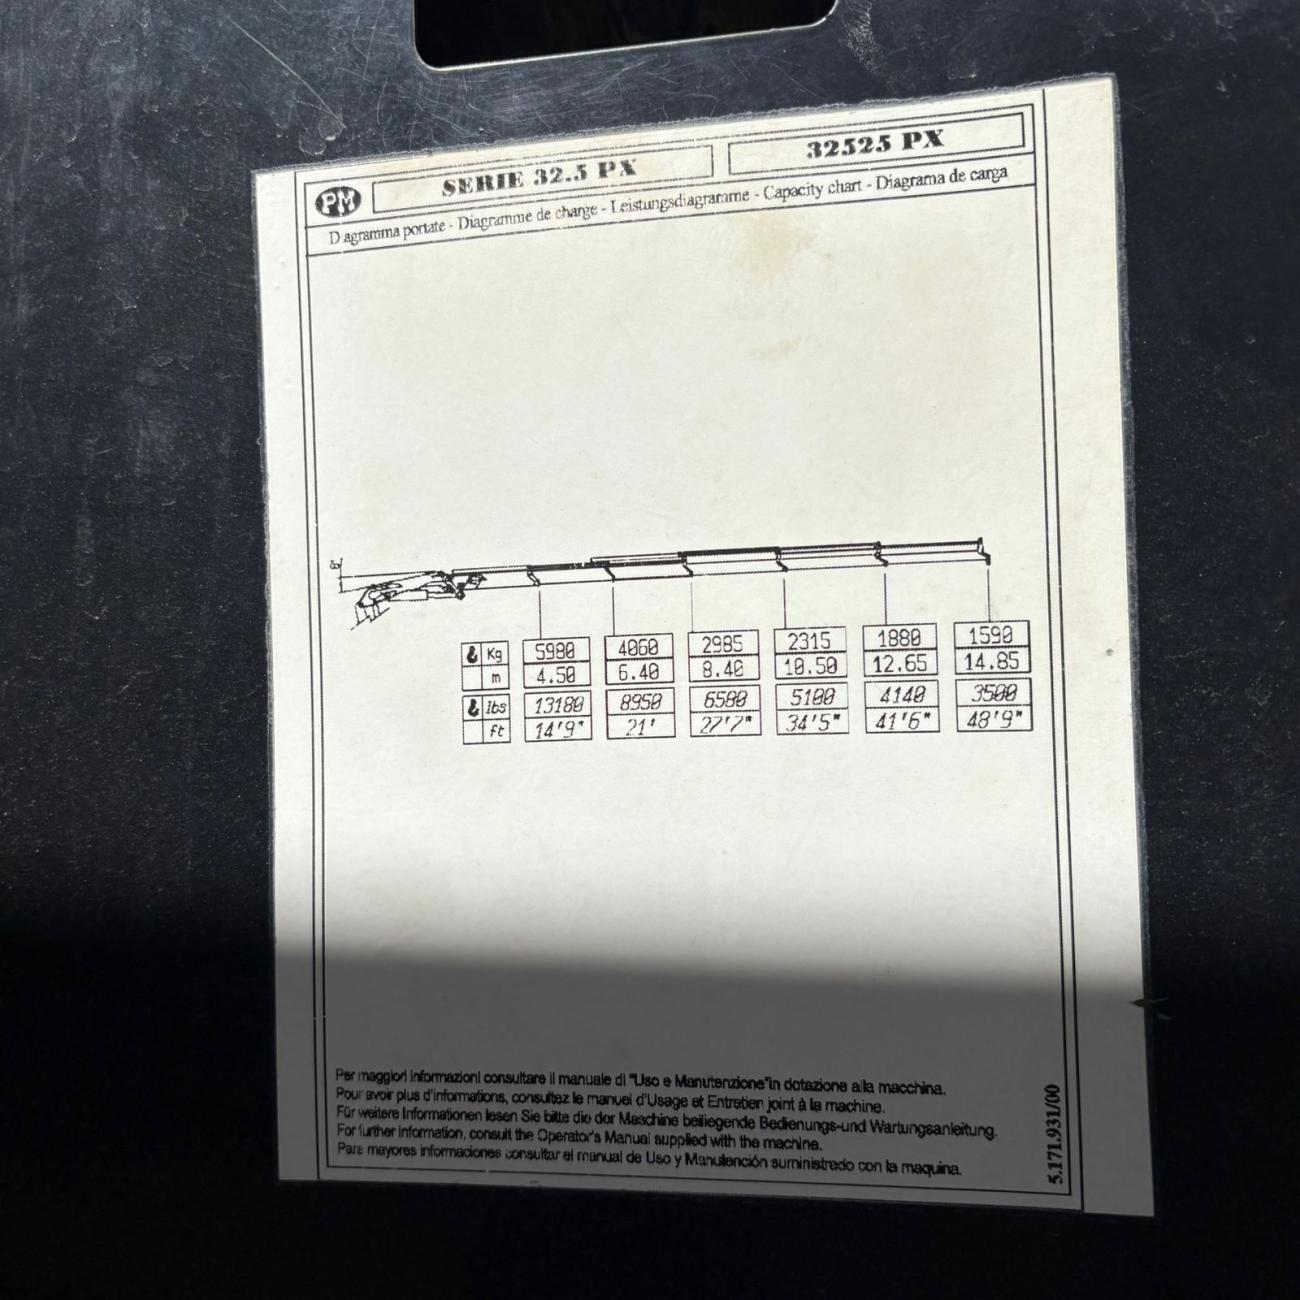 PM
SERIE 32.5 PX
32525 PX
Diagramma portate - Diagramme de charge - Leistungsdiagramme - Capacity chart - Diagrama de carga
Kg 5980 4060 2985 2315 1880 1590
m 4.50 6.40 8.40 10.50 12.65 14.85
lbs 13180 8950 6580 5100 4140 3500
ft 14'9" 21' 27'7" 34'5" 41'6" 48'9"
Per maggiori informazioni consultare il manuale di "Uso e Manutenzione"in dotazione alla macchina.
Pour avoir plus d'informations, consultez le manuel d'Usage et Entretien joint à la machine.
Für weitere Informationen lesen Sie bitte die der Maschine beiliegende Bedienungs-und Wartungsanleitung.
For further information, consult the Operator's Manual supplied with the machine.
Para mayores informaciones consultar el manual de Uso y Manutención suministrado con la maquina.
5.171.931/00